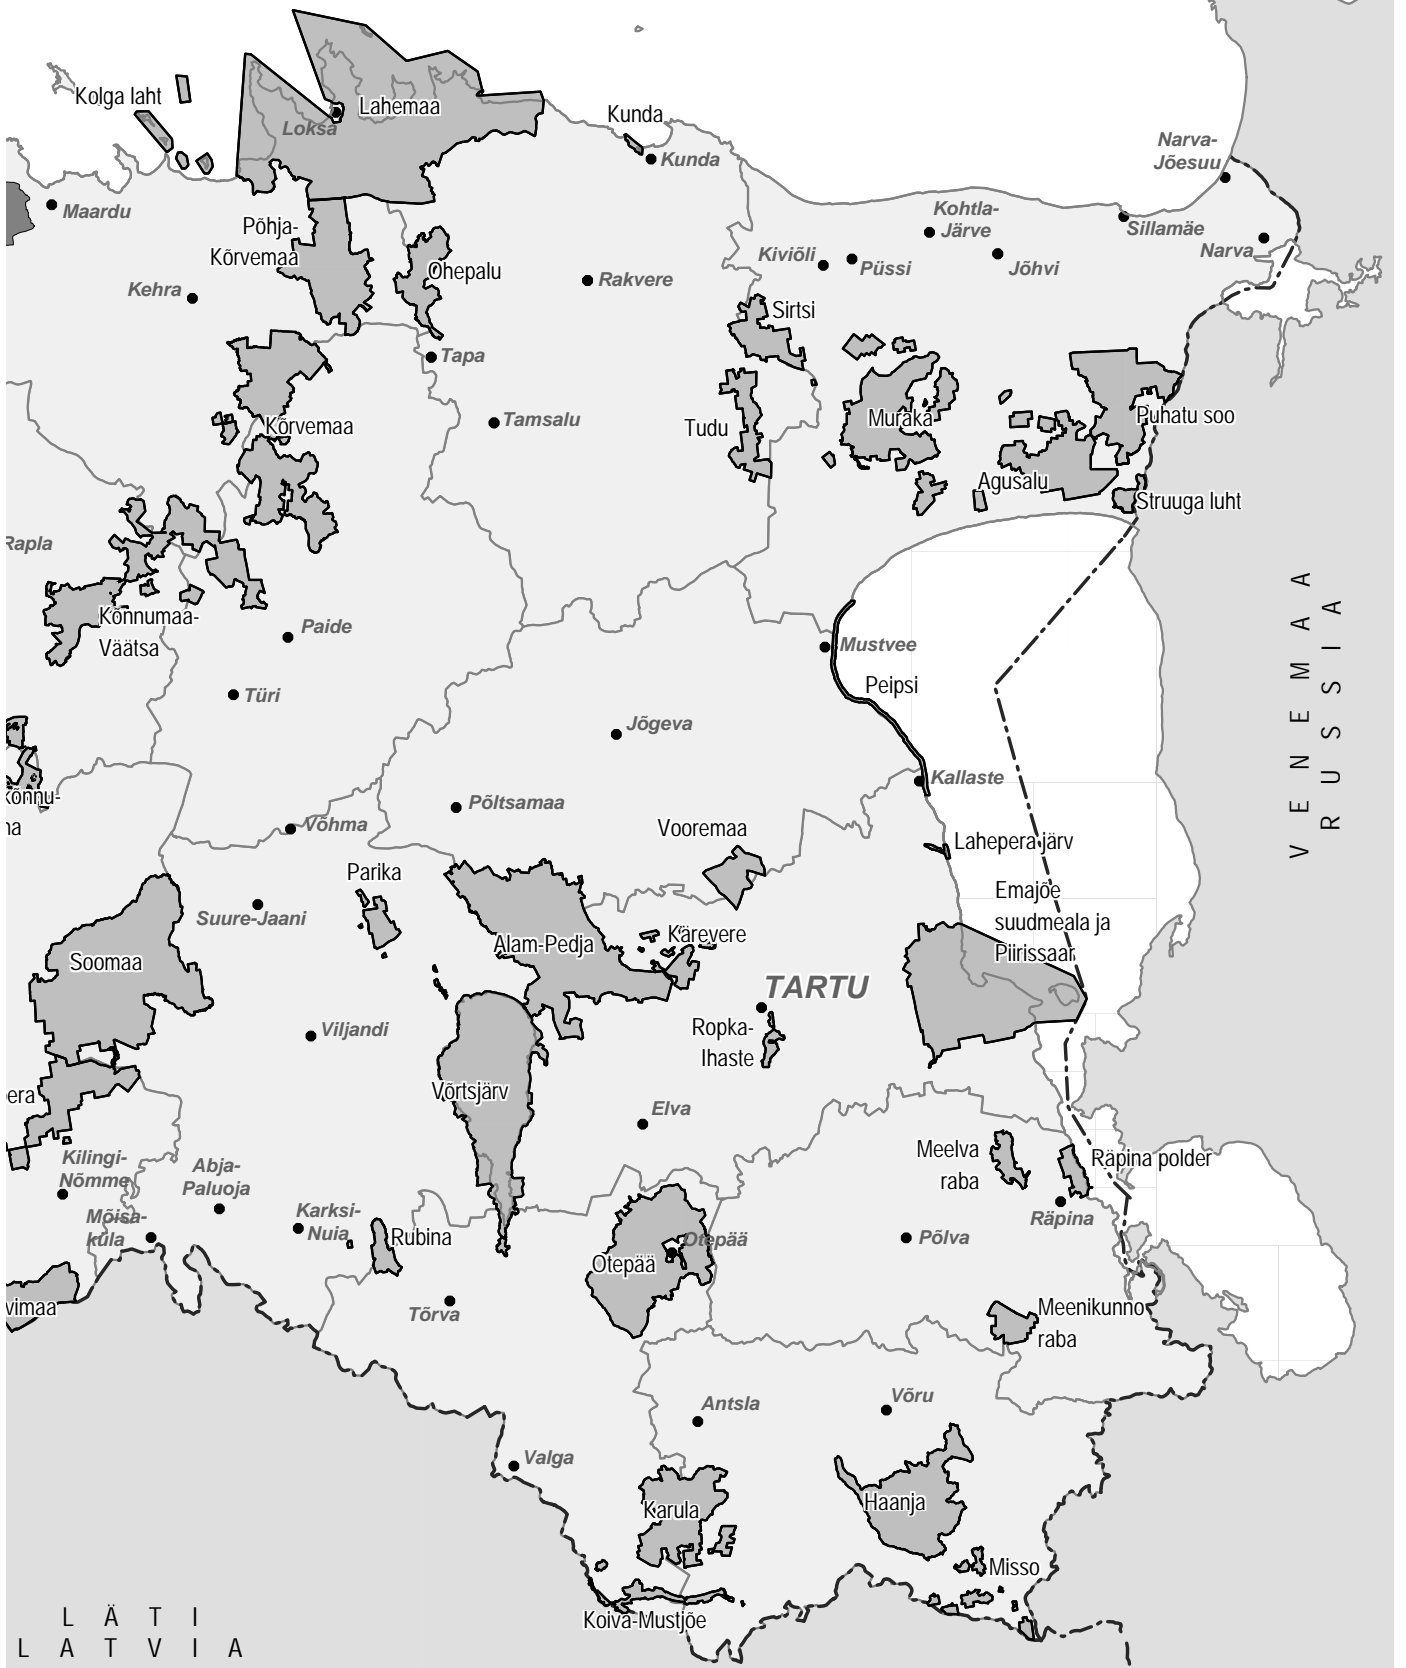 Kolga laht
Lahemaa
Loksa
Kunda
Kunda
Narva-
Jõesuu
Maardu
Põhja-
Kõrvemaa
Ohepalu
Kohtla-
Järve
Sillamäe
Narva
Kiviõli
Püssi
Jõhvi
Kehra
Rakvere
Sirtsi
Tapa
Kõrvemaa
Tamsalu
Tudu
Muraka
Puhatu soo
Agusalu
Struuga luht
Rapla
Kõnnumaa-
Väätsa
Paide
Mustvee
VENEMAA
RUSSIA
Türi
Peipsi
Jõgeva
Kallaste
kõnnu-
na
Põltsamaa
Võhma
Vooremaa
Lahepera järv
Parika
Emajõe
suudmeala ja
Piirissaar
Suure-Jaani
Alam-Pedja
Kärevere
Soomaa
TARTU
Viljandi
Ropka-
Ihaste
Võrtsjärv
era
Elva
Kilingi-
Nõmme
Abja-
Paluoja
Meelva
raba
Räpina polder
Mõisa-
küla
Karksi-
Nuia
Rubina
Otepää
Otepää
Põlva
Räpina
vimaa
Tõrva
Meenikunno
raba
Antsla
Võru
Valga
Karula
Haanja
Misso
Koiva-Mustjõe
LÄTI
LATVIA